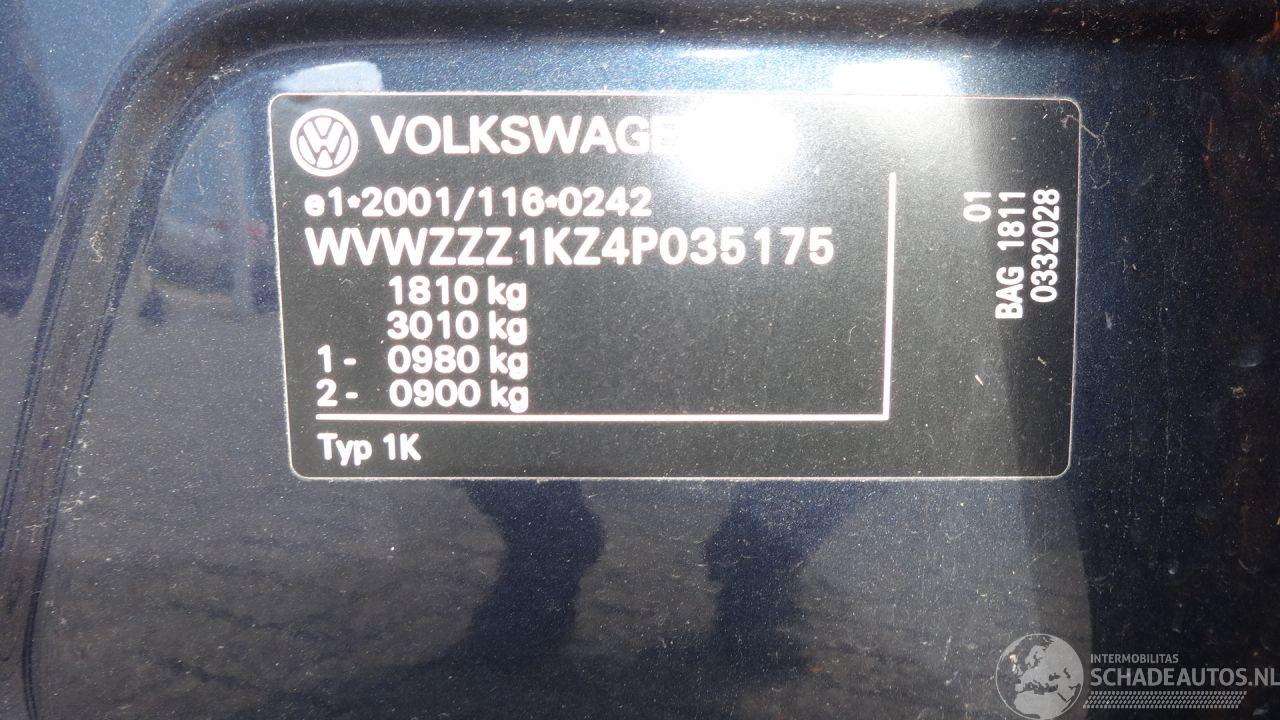 VOLKSWAGE
e1*2001/116*0242
WVWZZZ1KZ4P035175
1810 kg
3010 kg
1 - 0980 kg
2 - 0900 kg
Typ 1K
01
BAG 1811
0332028
INTERMOBILITAS
SCHADEAUTOS.NL